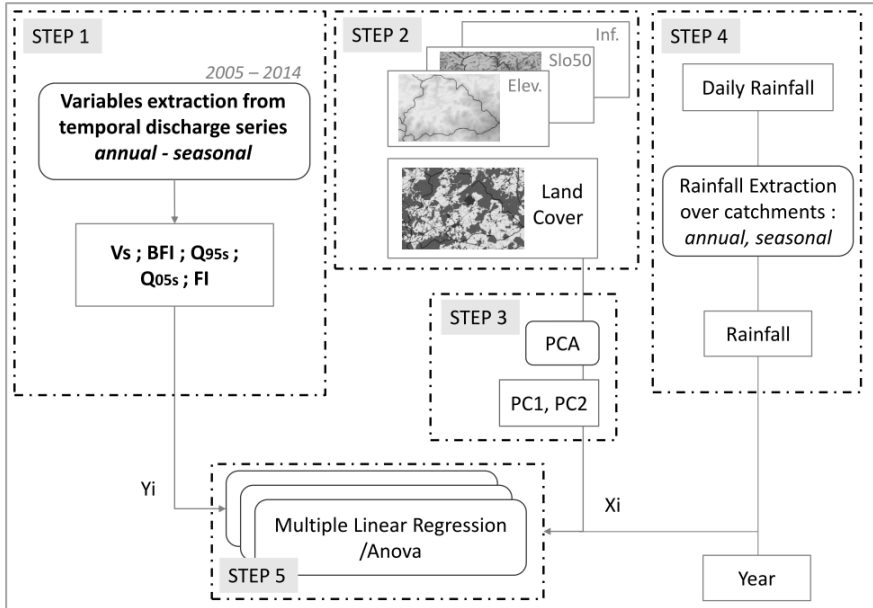 STEP 1
2005 – 2014
Variables extraction from
temporal discharge series
annual - seasonal
Vs ; BFI ; Q95s ;
Q05s ; FI
STEP 2
Inf.
Slo50
Elev.
Land
Cover
STEP 3
PCA
PC1, PC2
STEP 4
Daily Rainfall
Rainfall Extraction
over catchments :
annual, seasonal
Rainfall
Yi
Xi
Multiple Linear Regression
/Anova
STEP 5
Year